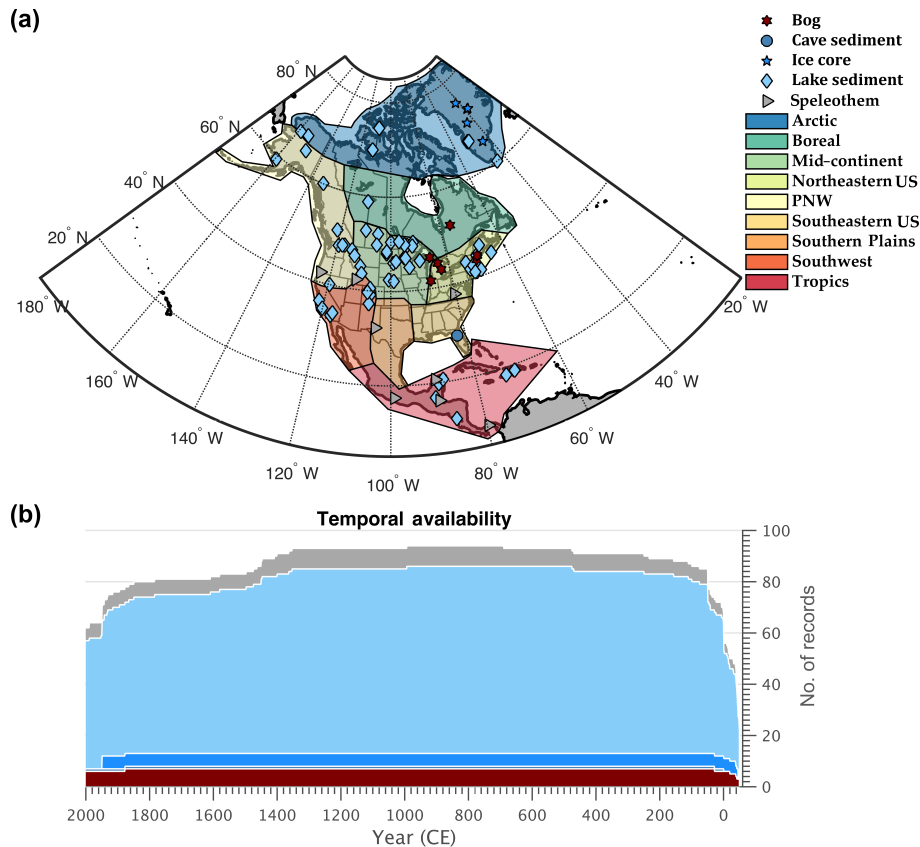 (a)
Bog
Cave sediment
Ice core
Lake sediment
Speleothem
Arctic
Boreal
Mid-continent
Northeastern US
PNW
Southeastern US
Southern Plains
Southwest
Tropics
80° N
60° N
40° N
20° N
180° W
160° W
140° W
120° W
100° W
80° W
60° W
40° W
20° W
(b)
Temporal availability
100
80
60
40
20
0
No. of records
2000 1800 1600 1400 1200 1000 800 600 400 200 0
Year (CE)